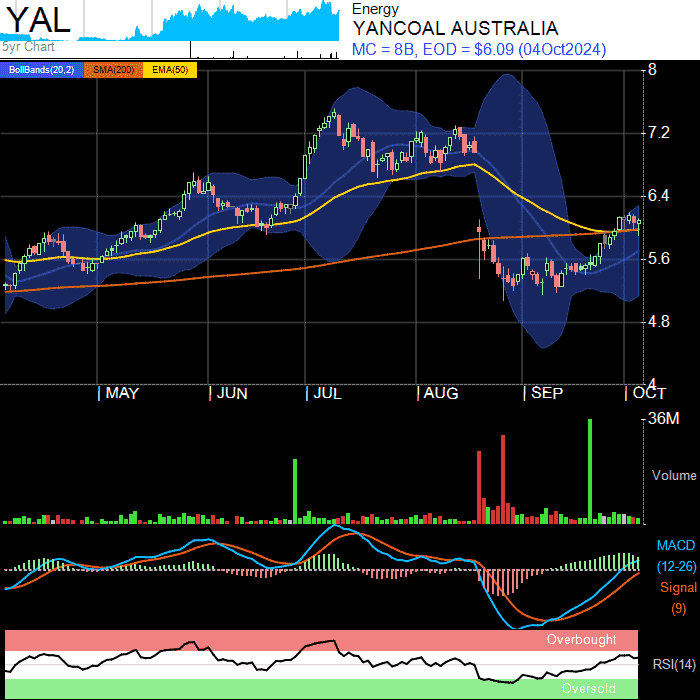 YAL
5yr Chart
Energy
YANCOAL AUSTRALIA
MC = 8B, EOD = $6.09 (04Oct2024)
BollBands(20,2) SMA(200) EMA(50)
8
7.2
6.4
5.6
4.8
4
| MAY | JUN | JUL | AUG | SEP | OCT
36M
Volume
MACD
(12-26)
Signal
(9)
Overbought
RSI(14)
Oversold